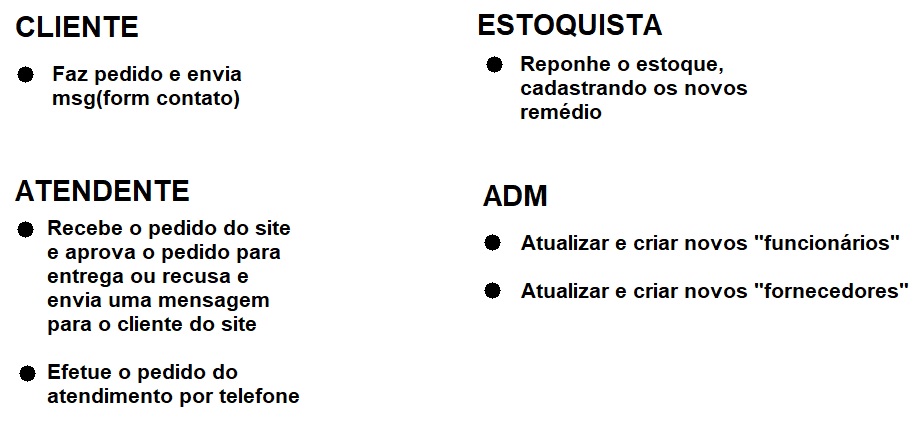 CLIENTE
Faz pedido e envia
msg(form contato)
ATENDENTE
Recebe o pedido do site
e aprova o pedido para
entrega ou recusa e
envia uma mensagem
para o cliente do site
Efetue o pedido do
atendimento por telefone
ESTOQUISTA
Reponhe o estoque,
cadastrando os novos
remédio
ADM
Atualizar e criar novos "funcionários"
Atualizar e criar novos "fornecedores"